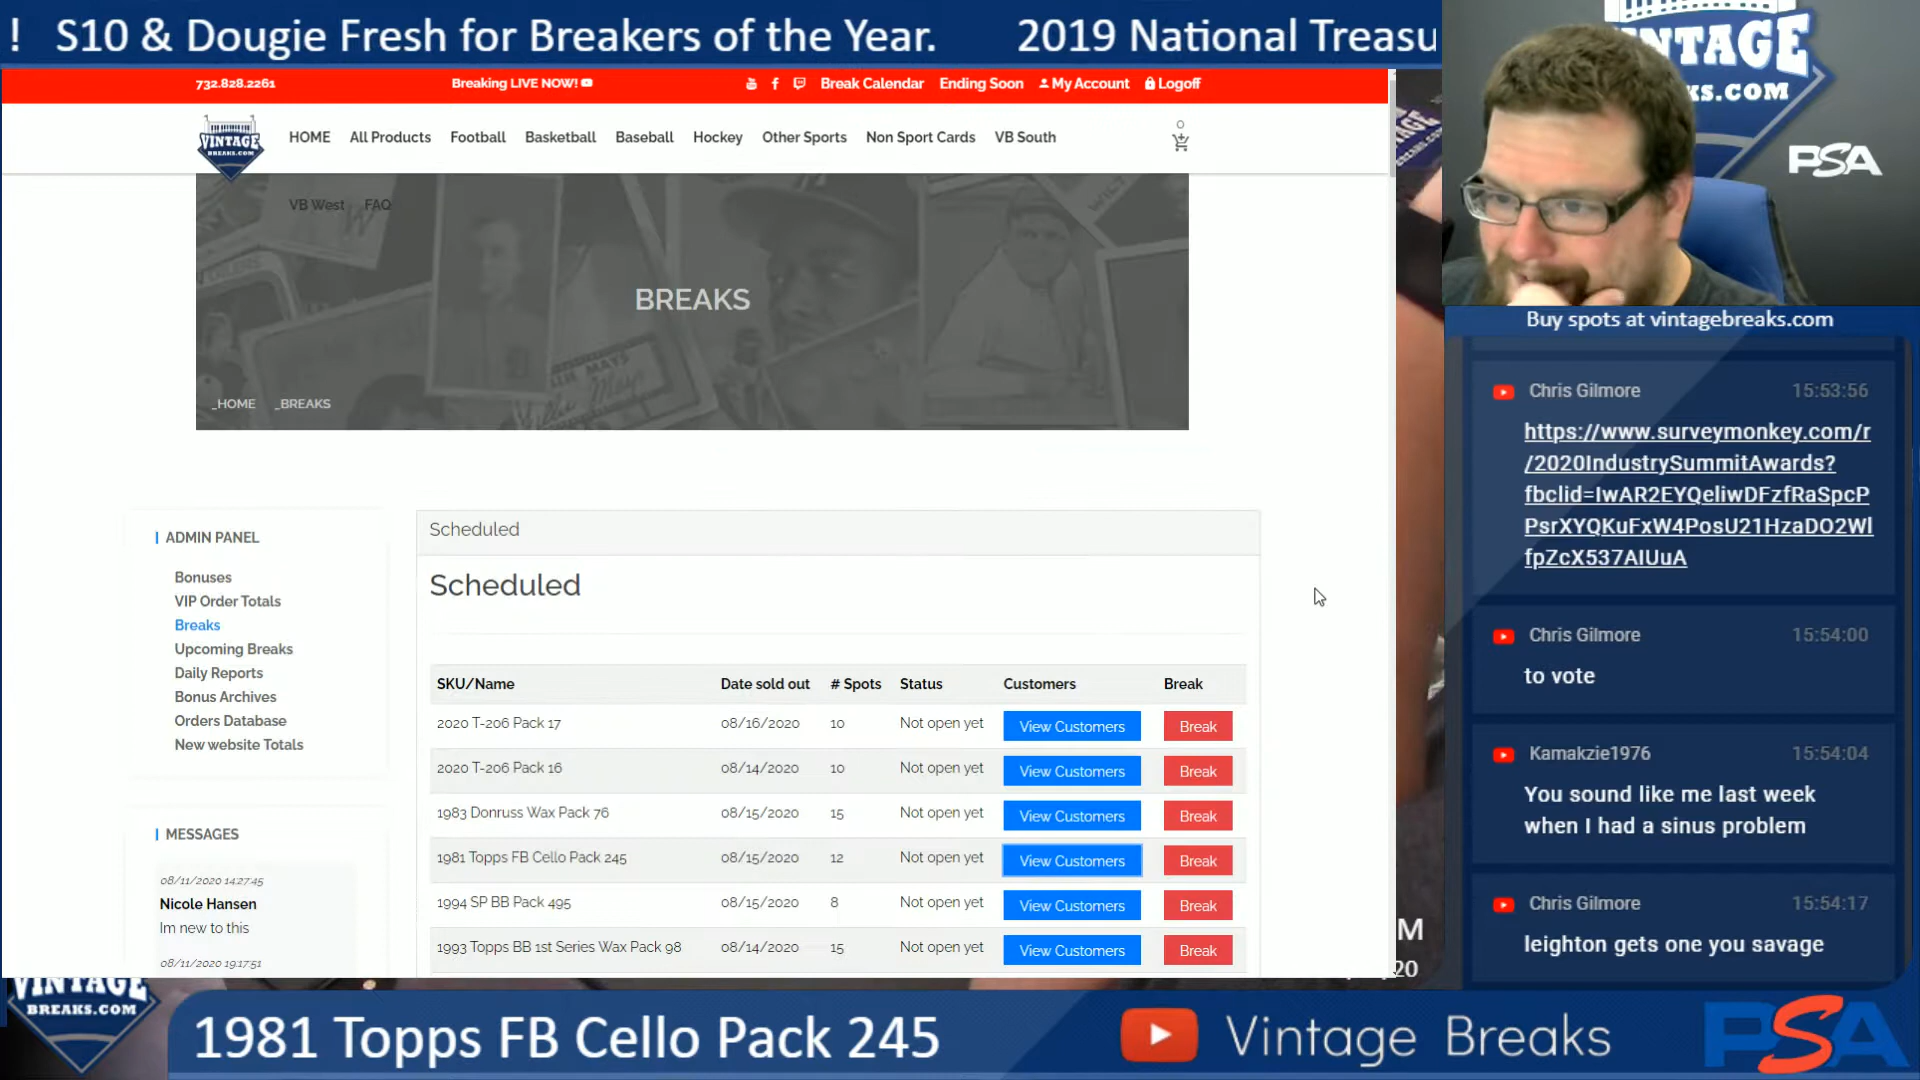 ! S10 & Dougie Fresh for Breakers of the Year. 2019 National Treasu
732.828.2261 Breaking LIVE NOW! Break Calendar Ending Soon My Account Logoff
VINTAGE
BREAKS.COM
HOME All Products Football Basketball Baseball Hockey Other Sports Non Sport Cards VB South
0
VB West FAQ
BREAKS
_HOME _BREAKS
NTAGE
KS.COM
PSA
Buy spots at vintagebreaks.com
ADMIN PANEL
Bonuses
VIP Order Totals
Breaks
Upcoming Breaks
Daily Reports
Bonus Archives
Orders Database
New website Totals
MESSAGES
08/11/2020 14:27:45
Nicole Hansen
Im new to this
08/11/2020 19:17:51
Scheduled
Scheduled
SKU/Name Date sold out # Spots Status Customers Break
2020 T-206 Pack 17 08/16/2020 10 Not open yet View Customers Break
2020 T-206 Pack 16 08/14/2020 10 Not open yet View Customers Break
1983 Donruss Wax Pack 76 08/15/2020 15 Not open yet View Customers Break
1981 Topps FB Cello Pack 245 08/15/2020 12 Not open yet View Customers Break
1994 SP BB Pack 495 08/15/2020 8 Not open yet View Customers Break
1993 Topps BB 1st Series Wax Pack 98 08/14/2020 15 Not open yet View Customers Break
Chris Gilmore 15:53:56
https://www.surveymonkey.com/r
/2020IndustrySummitAwards?
fbclid=IwAR2EYQeliwDFzfRaSpcP
PsrXYQKuFxW4PosU21HzaDO2Wl
fpZcX537AIUuA
Chris Gilmore 15:54:00
to vote
Kamakzie1976 15:54:04
You sound like me last week
when I had a sinus problem
Chris Gilmore 15:54:17
leighton gets one you savage
M
20
VINTAGE
BREAKS.COM
1981 Topps FB Cello Pack 245
Vintage Breaks
PSA